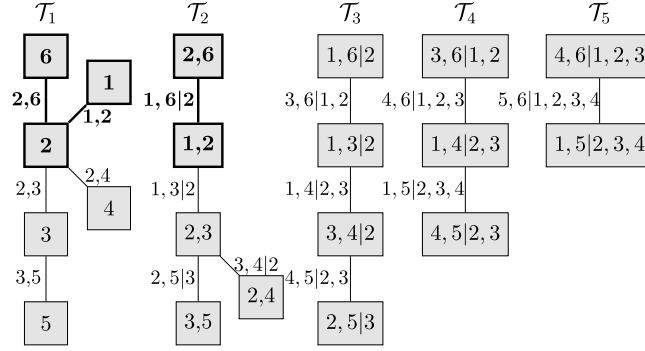 𝒯₁ 𝒯₂ 𝒯₃ 𝒯₄ 𝒯₅
6 2,6 1, 6|2 3, 6|1, 2 4, 6|1, 2, 3
1
2,6 1,2 1, 6|2 3, 6|1, 2 4, 6|1, 2, 3 5, 6|1, 2, 3, 4
2 1,2 1, 3|2 1, 4|2, 3 1, 5|2, 3, 4
2,3 2,4 1, 3|2 1, 4|2, 3 1, 5|2, 3, 4
4
3 2,3 3, 4|2 4, 5|2, 3
3,5 2, 5|3 3, 4|2 4, 5|2, 3
2,4
5 3,5 2, 5|3